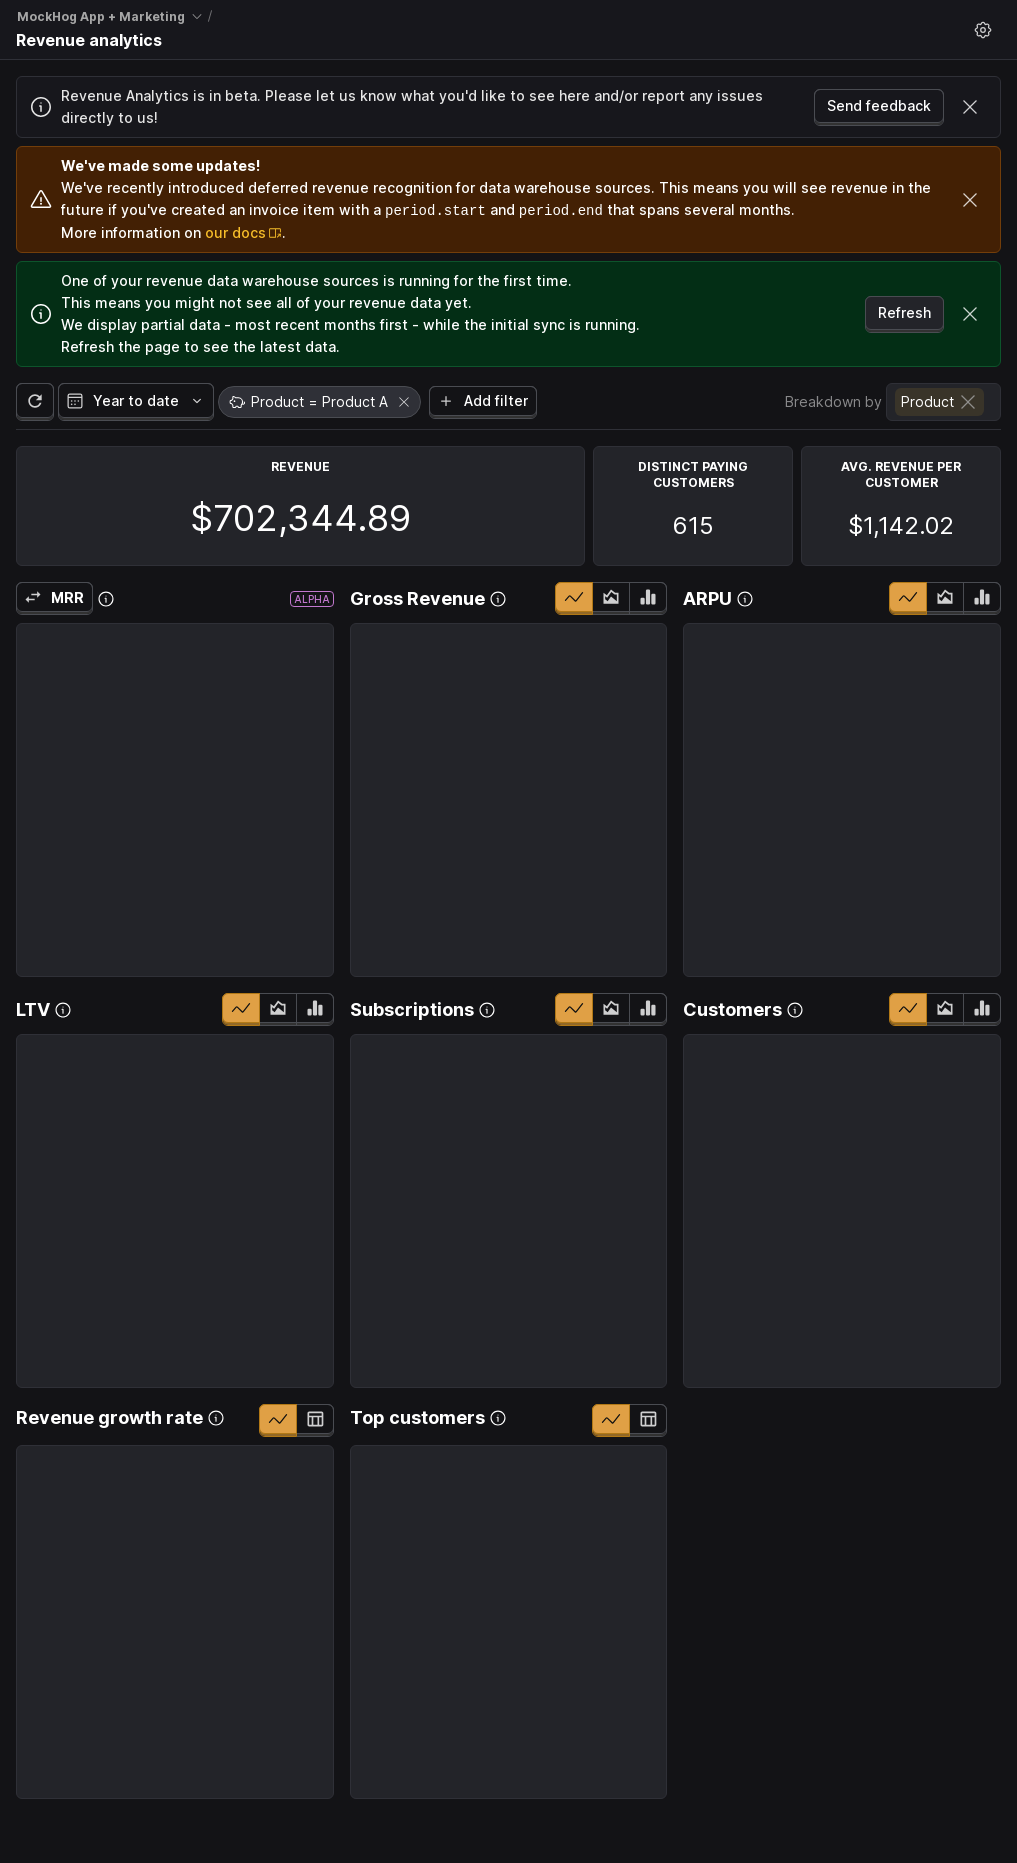 MockHog App + Marketing /
Revenue analytics
Revenue Analytics is in beta. Please let us know what you'd like to see here and/or report any issues
directly to us!
Send feedback
We've made some updates!
We've recently introduced deferred revenue recognition for data warehouse sources. This means you will see revenue in the
future if you've created an invoice item with a period.start and period.end that spans several months.
More information on our docs.
One of your revenue data warehouse sources is running for the first time.
This means you might not see all of your revenue data yet.
We display partial data - most recent months first - while the initial sync is running.
Refresh the page to see the latest data.
Refresh
Year to date
Product = Product A
Add filter
Breakdown by
Product
REVENUE
$702,344.89
DISTINCT PAYING
CUSTOMERS
615
AVG. REVENUE PER
CUSTOMER
$1,142.02
MRR
ALPHA
Gross Revenue
ARPU
LTV
Subscriptions
Customers
Revenue growth rate
Top customers